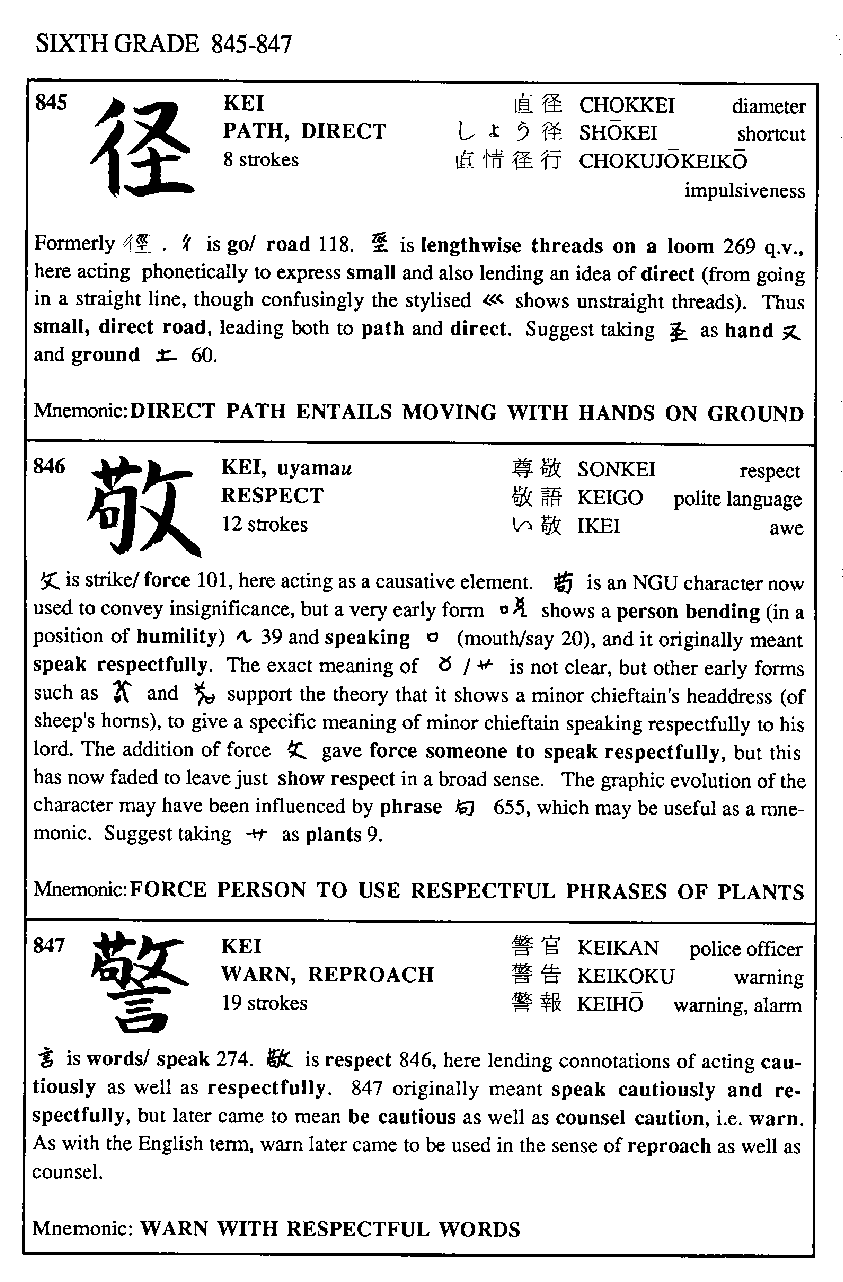 SIXTH GRADE 845-847
845 径 KEI 直径 CHOKKEI diameter
PATH, DIRECT しょう径 SHŌKEI shortcut
8 strokes 直情径行 CHOKUJŌKEIKŌ
impulsiveness
Formerly 徑 . 彳 is go/ road 118. 巠 is lengthwise threads on a loom 269 q.v.,
here acting phonetically to express small and also lending an idea of direct (from going
in a straight line, though confusingly the stylised 巛 shows unstraight threads). Thus
small, direct road, leading both to path and direct. Suggest taking 圣 as hand 又
and ground 土 60.
Mnemonic: DIRECT PATH ENTAILS MOVING WITH HANDS ON GROUND
846 敬 KEI, uyamau 尊敬 SONKEI respect
RESPECT 敬語 KEIGO polite language
12 strokes い敬 IKEI awe
攵 is strike/ force 101, here acting as a causative element. 苟 is an NGU character now
used to convey insignificance, but a very early form shows a person bending (in a
position of humility) 39 and speaking (mouth/say 20), and it originally meant
speak respectfully. The exact meaning of / is not clear, but other early forms
such as and support the theory that it shows a minor chieftain's headdress (of
sheep's horns), to give a specific meaning of minor chieftain speaking respectfully to his
lord. The addition of force 攵 gave force someone to speak respectfully, but this
has now faded to leave just show respect in a broad sense. The graphic evolution of the
character may have been influenced by phrase 句 655, which may be useful as a mne-
monic. Suggest taking 艹 as plants 9.
Mnemonic: FORCE PERSON TO USE RESPECTFUL PHRASES OF PLANTS
847 警 KEI 警官 KEIKAN police officer
WARN, REPROACH 警告 KEIKOKU warning
19 strokes 警報 KEIHŌ warning, alarm
言 is words/ speak 274. 敬 is respect 846, here lending connotations of acting cau-
tiously as well as respectfully. 847 originally meant speak cautiously and re-
spectfully, but later came to mean be cautious as well as counsel caution, i.e. warn.
As with the English term, warn later came to be used in the sense of reproach as well as
counsel.
Mnemonic: WARN WITH RESPECTFUL WORDS